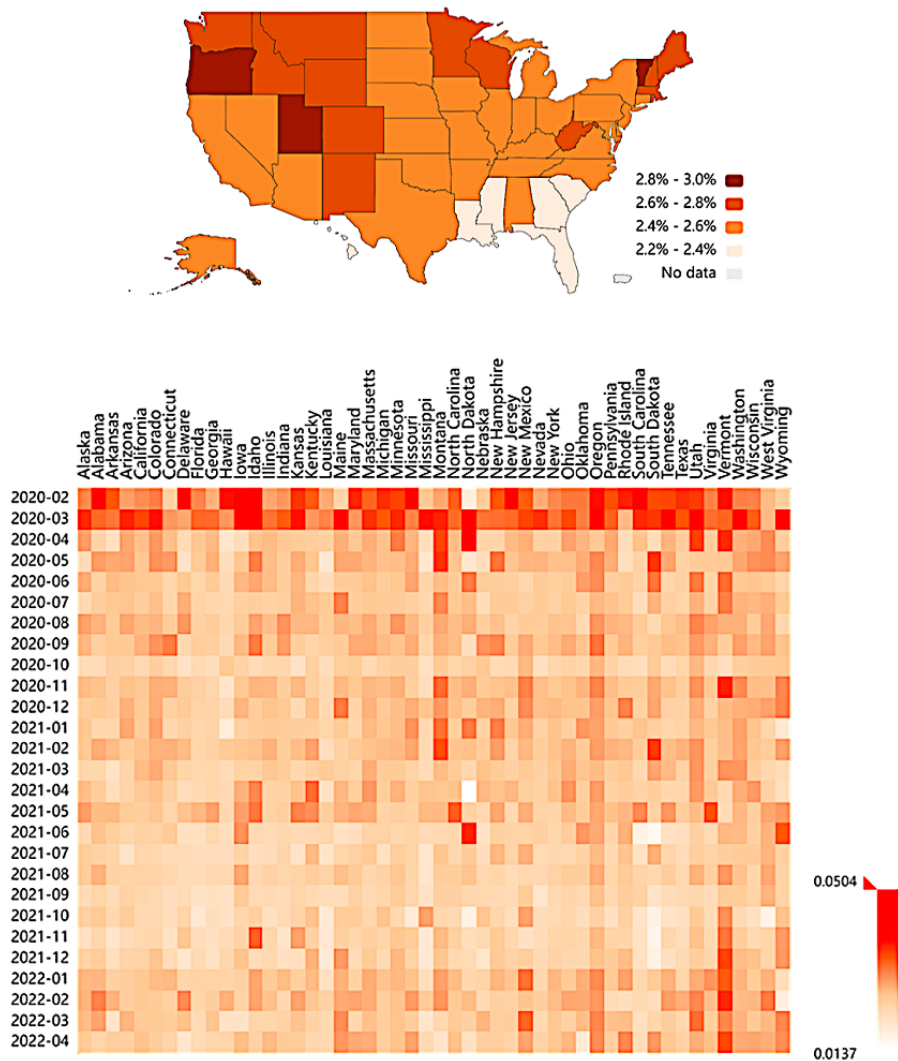 2.8% - 3.0%
2.6% - 2.8%
2.4% - 2.6%
2.2% - 2.4%
No data
Alaska
Alabama
Arkansas
Arizona
California
Colorado
Connecticut
Delaware
Florida
Georgia
Hawaii
Iowa
Idaho
Illinois
Indiana
Kansas
Kentucky
Louisiana
Maine
Maryland
Massachusetts
Michigan
Minnesota
Missouri
Mississippi
Montana
North Carolina
North Dakota
Nebraska
New Hampshire
New Jersey
New Mexico
Nevada
New York
Ohio
Oklahoma
Oregon
Pennsylvania
Rhode Island
South Carolina
South Dakota
Tennessee
Texas
Utah
Virginia
Vermont
Washington
Wisconsin
West Virginia
Wyoming
2020-02
2020-03
2020-04
2020-05
2020-06
2020-07
2020-08
2020-09
2020-10
2020-11
2020-12
2021-01
2021-02
2021-03
2021-04
2021-05
2021-06
2021-07
2021-08
2021-09
2021-10
2021-11
2021-12
2022-01
2022-02
2022-03
2022-04
0.0504
0.0137